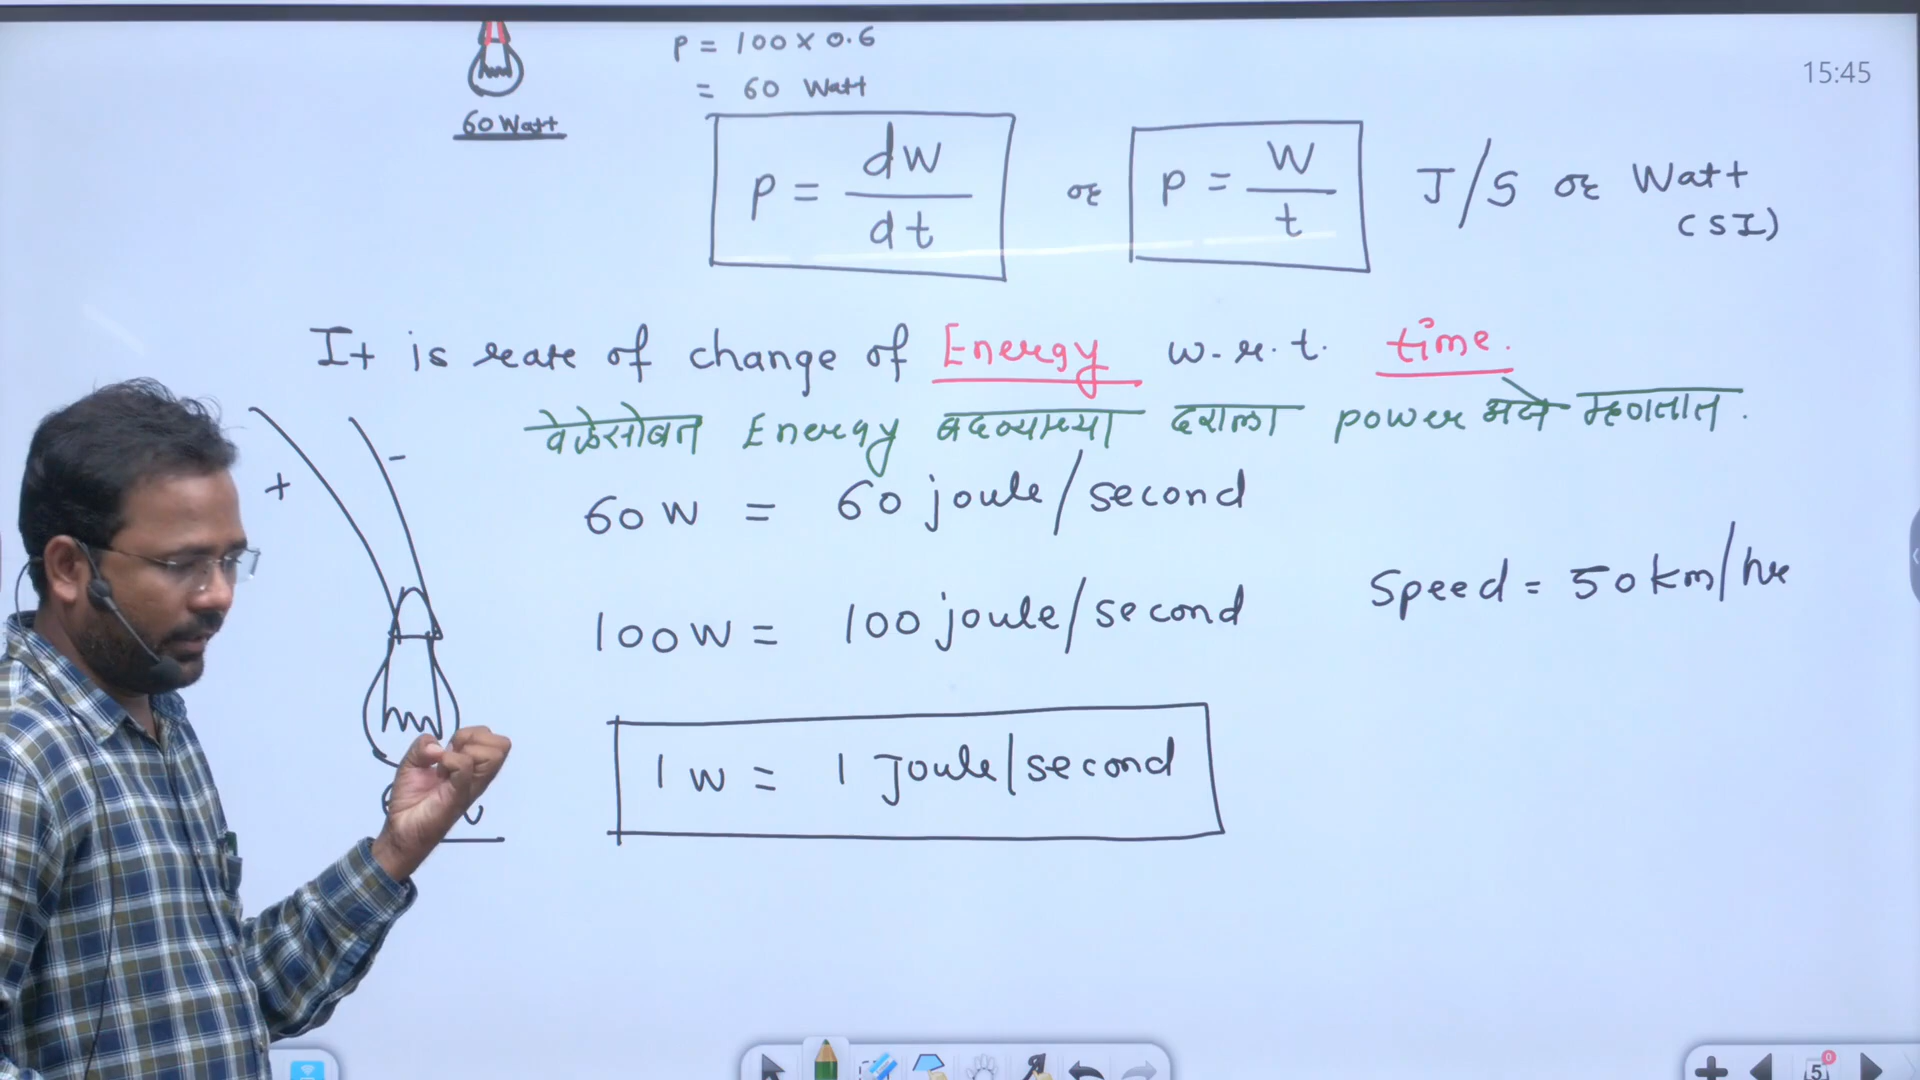 P = 100 × 0.6
= 60 Watt
60 Watt
15:45
P = dw/dt or P = W/t J/S or Watt
(SI)
It is rate of change of Energy w.r.t. time.
वेळेसोबत Energy बदलण्याच्या दराला power असे म्हणतात.
+ -
60 W = 60 joule/second
Speed = 50 km/hr
100 W = 100 joule/second
1 W = 1 Joule/second
5
0